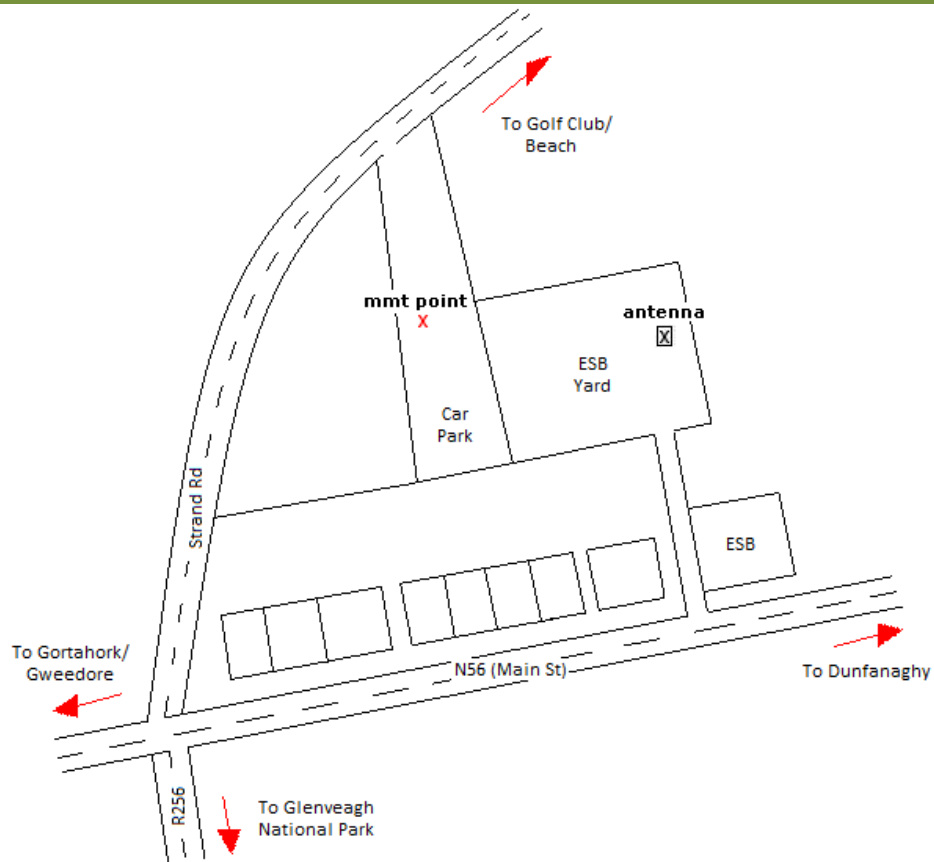 To Golf Club/
Beach
mmt point
X
antenna
X
ESB
Yard
Car
Park
Strand Rd
ESB
To Gortahork/
Gweedore
N56 (Main St)
To Dunfanaghy
R256
To Glenveagh
National Park